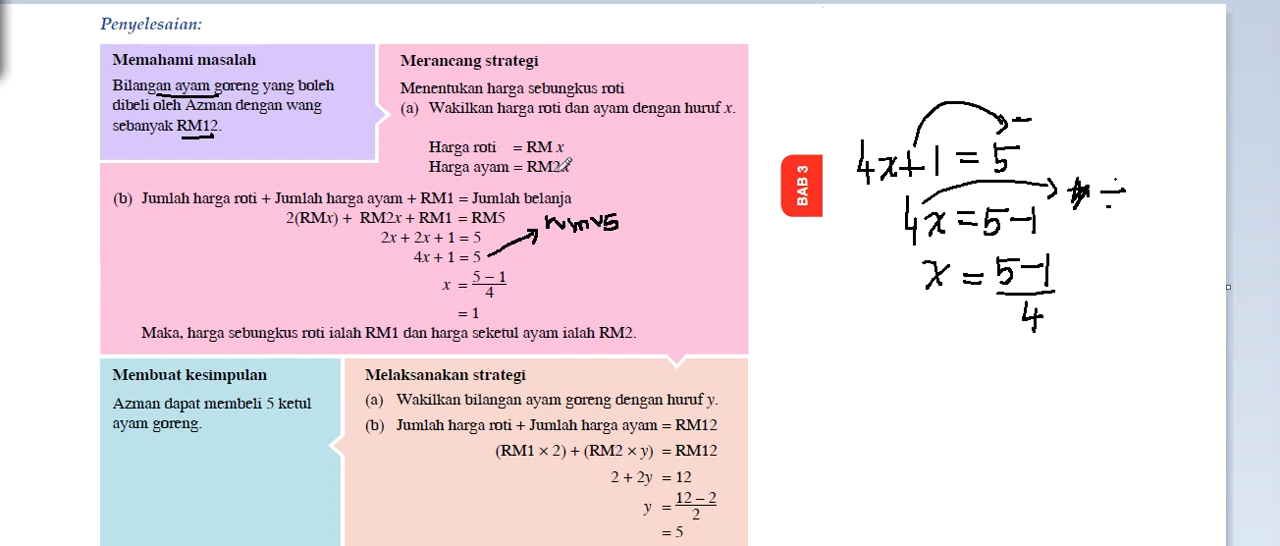 Penyelesaian:
Memahami masalah
Bilangan ayam goreng yang boleh
dibeli oleh Azman dengan wang
sebanyak RM12.
Merancang strategi
Menentukan harga sebungkus roti
(a) Wakilkan harga roti dan ayam dengan huruf x.
Harga roti = RM x
Harga ayam = RM2x
(b) Jumlah harga roti + Jumlah harga ayam + RM1 = Jumlah belanja
2(RMx) + RM2x + RM1 = RM5
2x + 2x + 1 = 5
4x + 1 = 5
x = \frac{5 − 1}{4}
= 1
Maka, harga sebungkus roti ialah RM1 dan harga seketul ayam ialah RM2.
Membuat kesimpulan
Azman dapat membeli 5 ketul
ayam goreng.
Melaksanakan strategi
(a) Wakilkan bilangan ayam goreng dengan huruf y.
(b) Jumlah harga roti + Jumlah harga ayam = RM12
(RM1 × 2) + (RM2 × y) = RM12
2 + 2y = 12
y = \frac{12 − 2}{2}
= 5
BAB 3
−
4x+1 = 5
÷
4x = 5−1
x = \frac{5−1}{4}